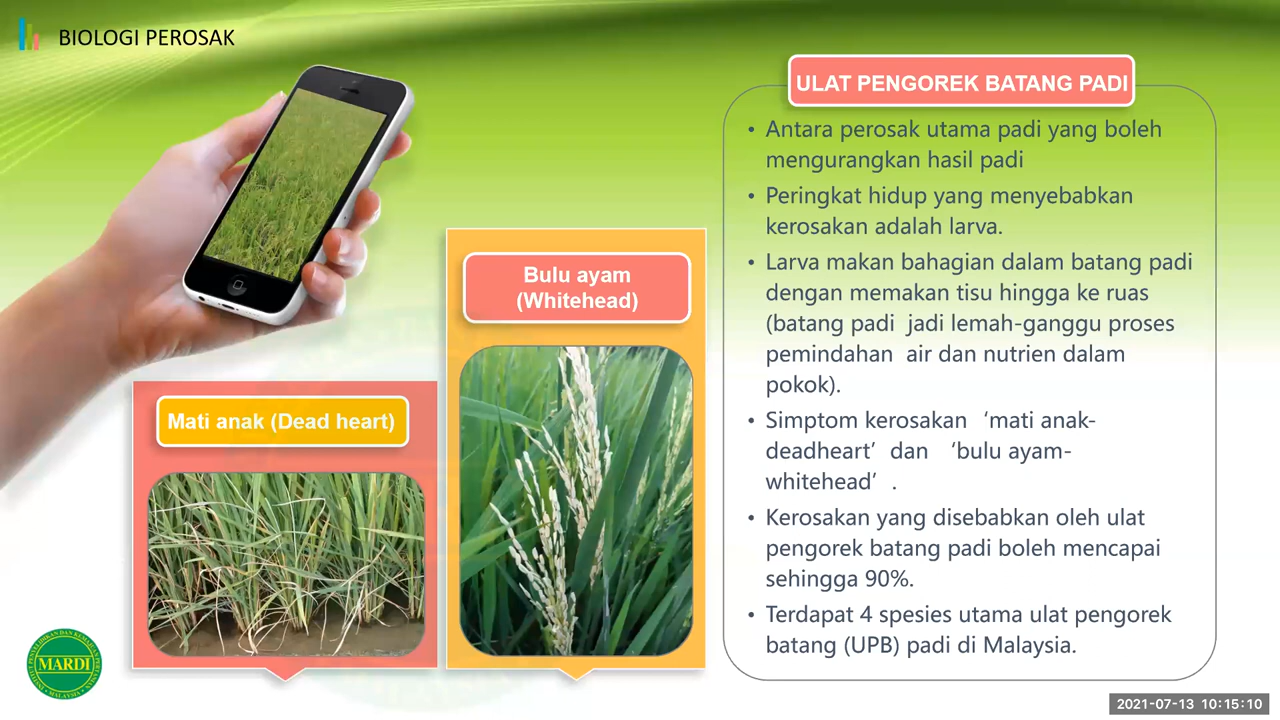 BIOLOGI PEROSAK
ULAT PENGOREK BATANG PADI
• Antara perosak utama padi yang boleh
mengurangkan hasil padi
• Peringkat hidup yang menyebabkan
kerosakan adalah larva.
• Larva makan bahagian dalam batang padi
dengan memakan tisu hingga ke ruas
(batang padi jadi lemah-ganggu proses
pemindahan air dan nutrien dalam
pokok).
• Simptom kerosakan ‘mati anak-
deadheart’ dan ‘bulu ayam-
whitehead’ .
• Kerosakan yang disebabkan oleh ulat
pengorek batang padi boleh mencapai
sehingga 90%.
• Terdapat 4 spesies utama ulat pengorek
batang (UPB) padi di Malaysia.
Bulu ayam
(Whitehead)
Mati anak (Dead heart)
MARDI
2021-07-13 10:15:10